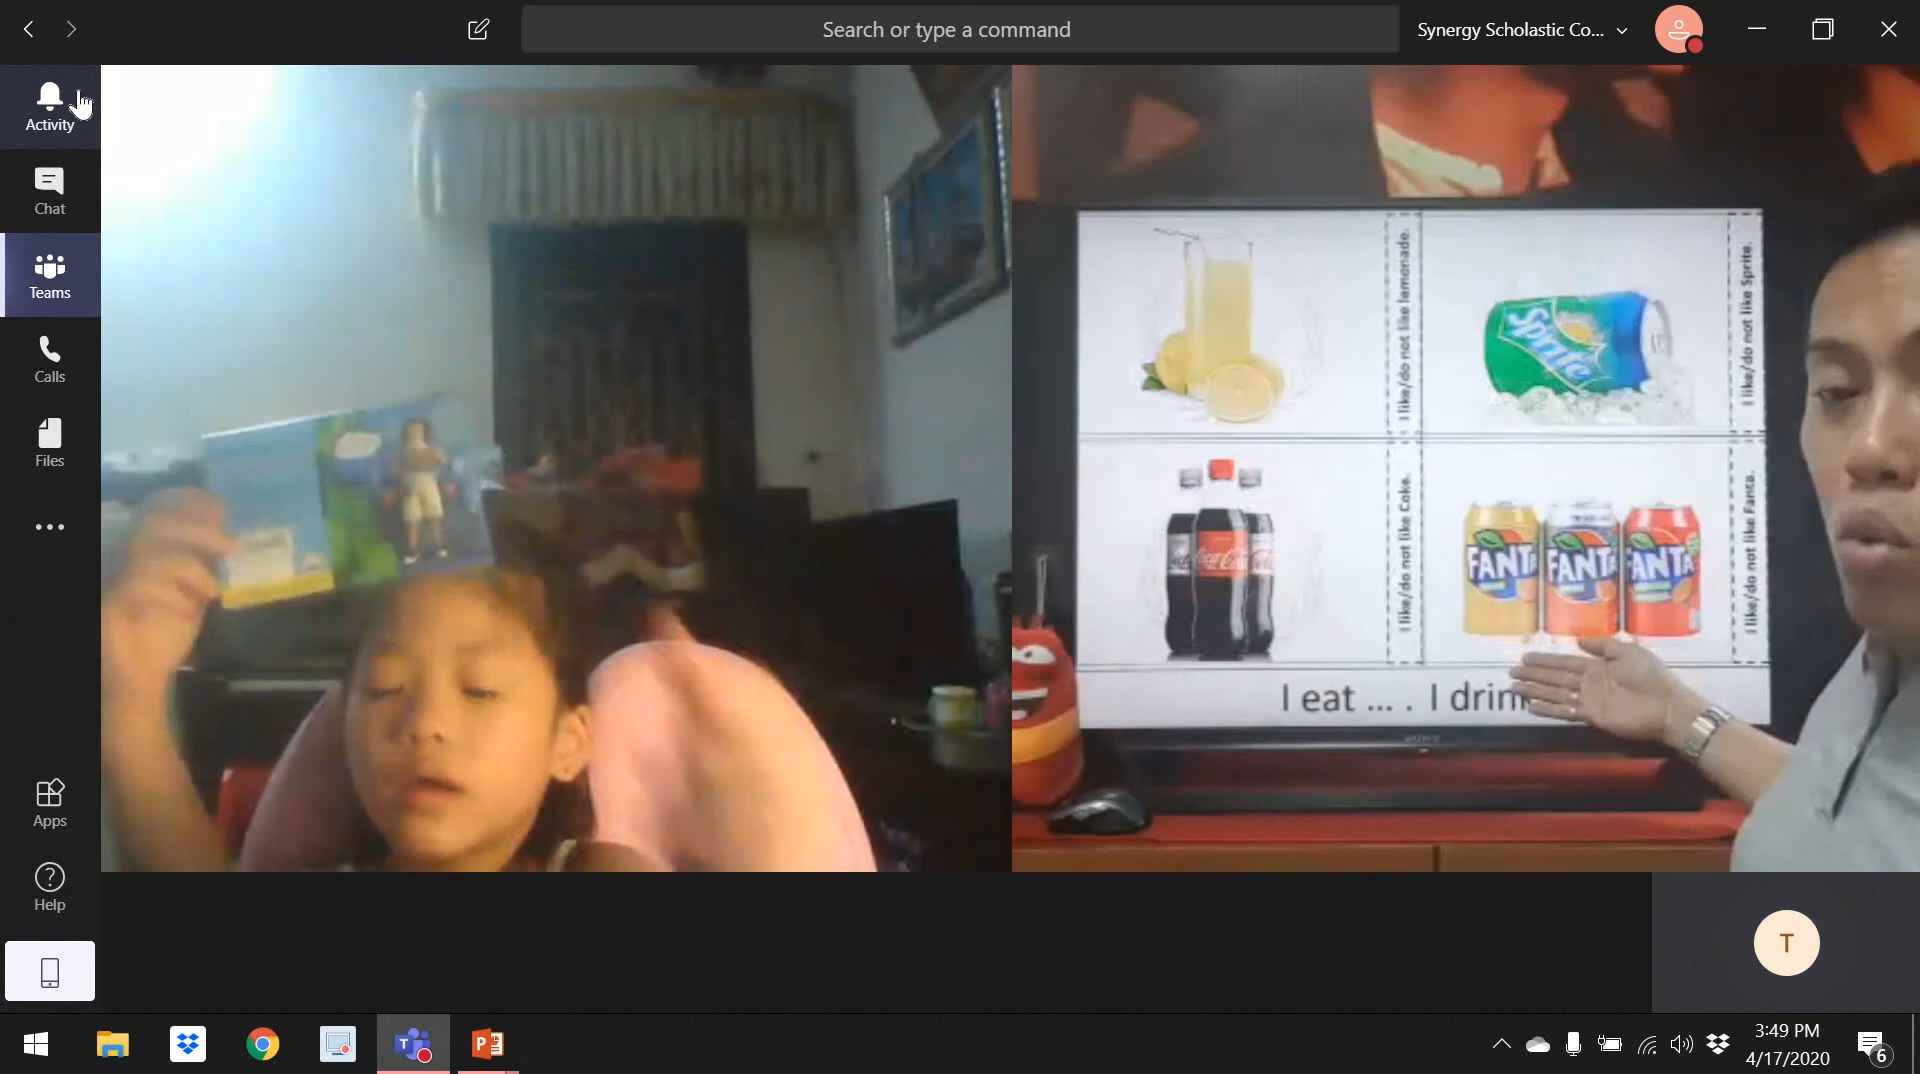 Search or type a command
Synergy Scholastic Co...
Activity
Chat
Teams
Calls
Files
Apps
Help
I like/do not like lemonade.
Sprite
I like/do not like Sprite.
Coca-Cola
I like/do not like Coke.
FANTA
FANTA
FANTA
I like/do not like Fanta.
I eat ... . I drin
SONY
T
T
P
3:49 PM
4/17/2020
6